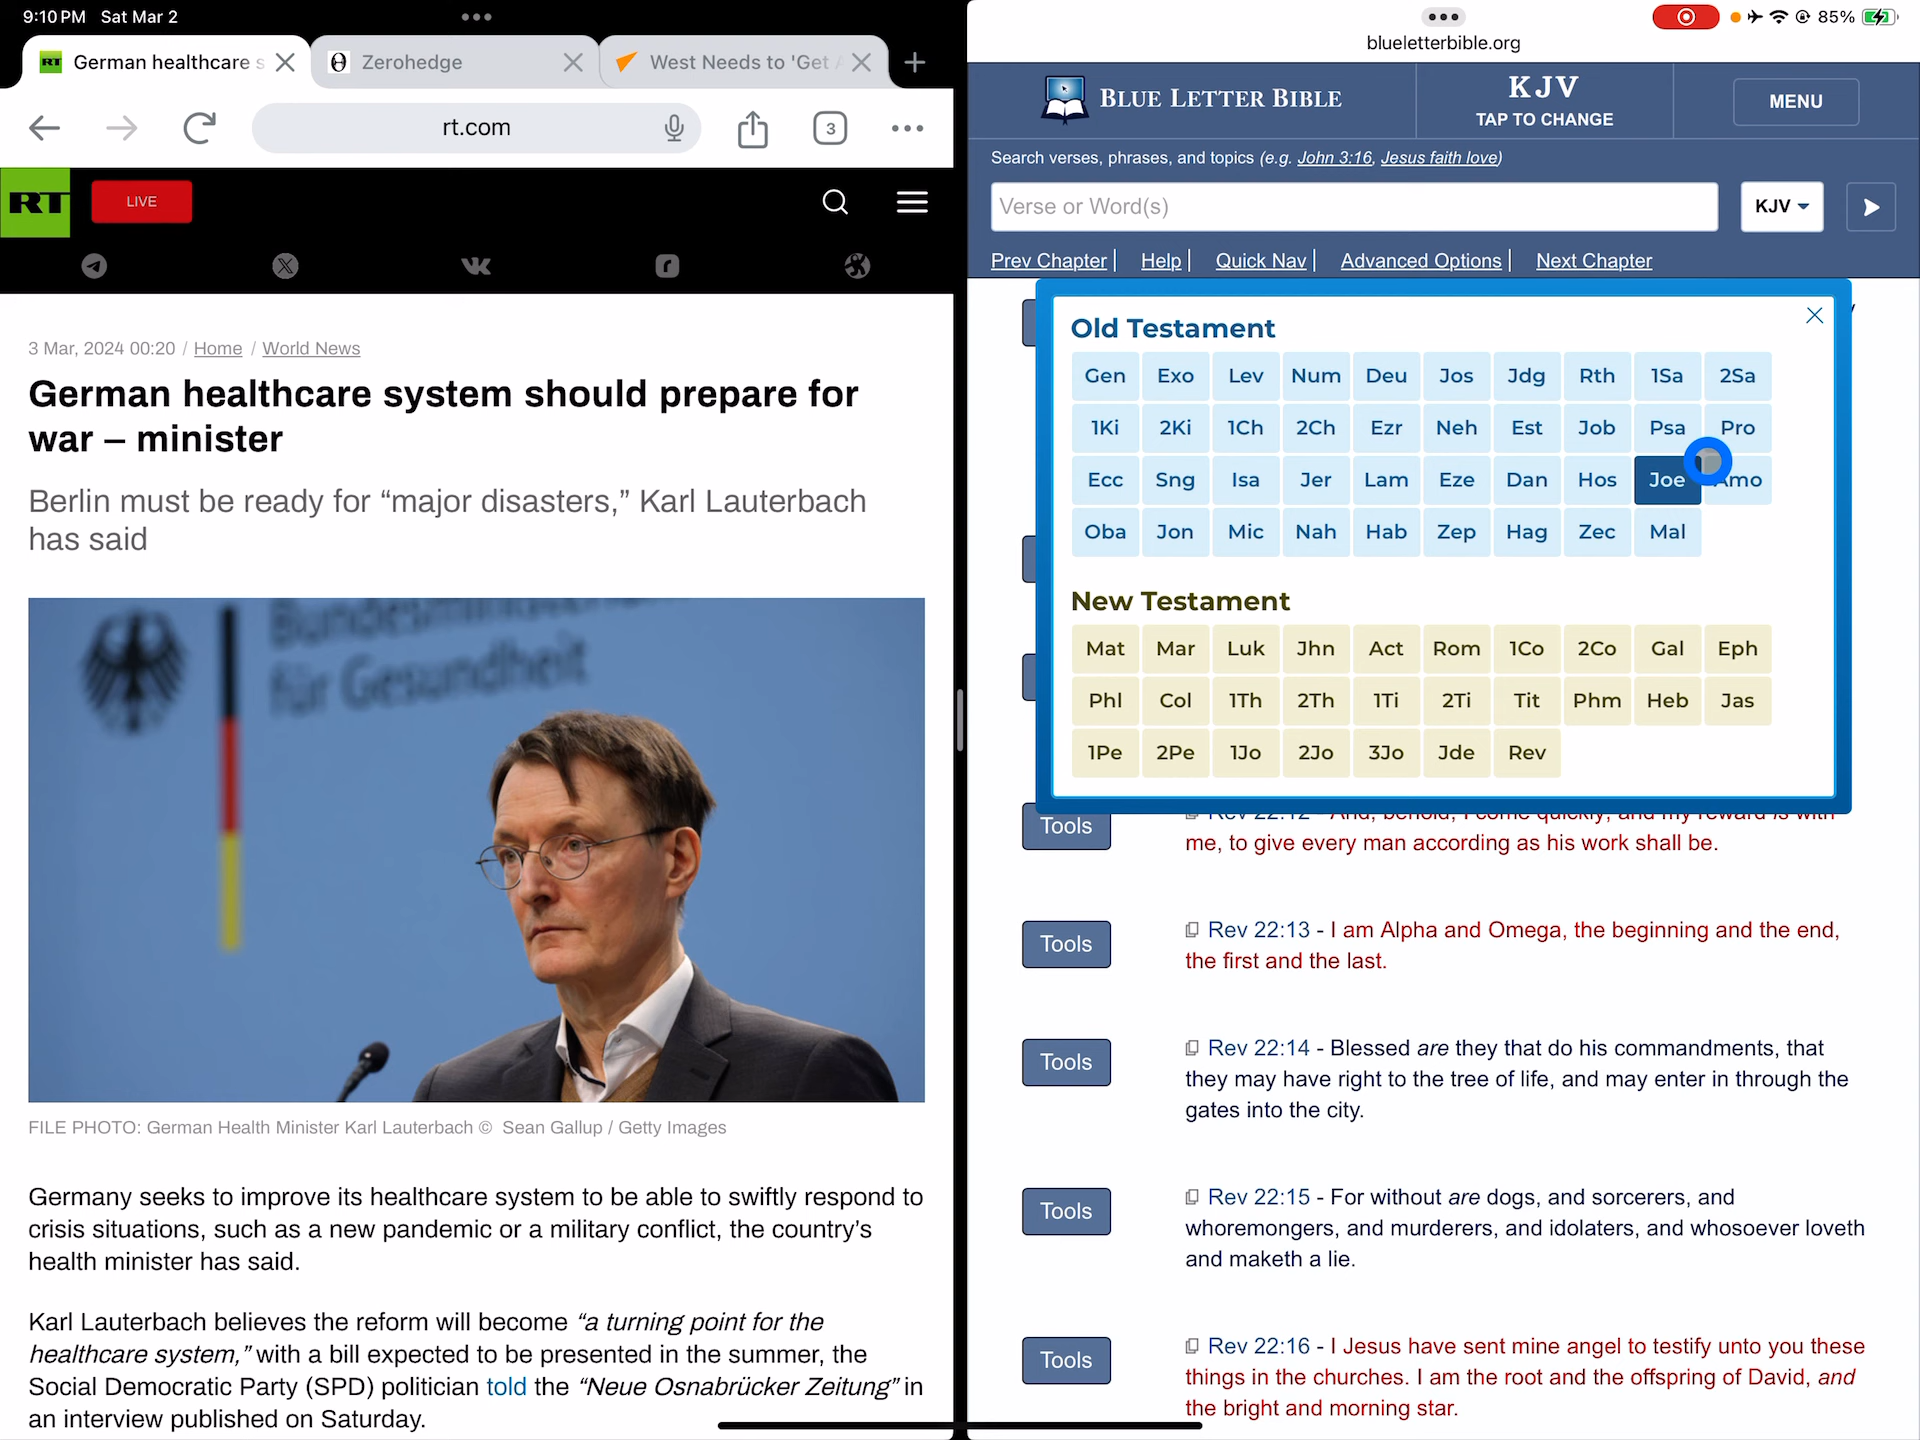 9:10 PM Sat Mar 2
German healthcare s
Zerohedge
West Needs to 'Get A
rt.com
3
RT
LIVE
3 Mar, 2024 00:20 / Home / World News
German healthcare system should prepare for
war – minister
Berlin must be ready for “major disasters,” Karl Lauterbach
has said
Bundesministerium
für Gesundheit
FILE PHOTO: German Health Minister Karl Lauterbach © Sean Gallup / Getty Images
Germany seeks to improve its healthcare system to be able to swiftly respond to
crisis situations, such as a new pandemic or a military conflict, the country’s
health minister has said.
Karl Lauterbach believes the reform will become “a turning point for the
healthcare system,” with a bill expected to be presented in the summer, the
Social Democratic Party (SPD) politician told the “Neue Osnabrücker Zeitung” in
an interview published on Saturday.
85%
blueletterbible.org
BLUE LETTER BIBLE
KJV
TAP TO CHANGE
MENU
Search verses, phrases, and topics (e.g. John 3:16, Jesus faith love)
Verse or Word(s)
KJV
Prev Chapter | Help | Quick Nav | Advanced Options | Next Chapter
Old Testament
Gen Exo Lev Num Deu Jos Jdg Rth 1Sa 2Sa
1Ki 2Ki 1Ch 2Ch Ezr Neh Est Job Psa Pro
Ecc Sng Isa Jer Lam Eze Dan Hos Joe Amo
Oba Jon Mic Nah Hab Zep Hag Zec Mal
New Testament
Mat Mar Luk Jhn Act Rom 1Co 2Co Gal Eph
Phl Col 1Th 2Th 1Ti 2Ti Tit Phm Heb Jas
1Pe 2Pe 1Jo 2Jo 3Jo Jde Rev
Tools
Rev 22:12 - And, behold, I come quickly; and my reward is with
me, to give every man according as his work shall be.
Tools
Rev 22:13 - I am Alpha and Omega, the beginning and the end,
the first and the last.
Tools
Rev 22:14 - Blessed are they that do his commandments, that
they may have right to the tree of life, and may enter in through the
gates into the city.
Tools
Rev 22:15 - For without are dogs, and sorcerers, and
whoremongers, and murderers, and idolaters, and whosoever loveth
and maketh a lie.
Tools
Rev 22:16 - I Jesus have sent mine angel to testify unto you these
things in the churches. I am the root and the offspring of David, and
the bright and morning star.